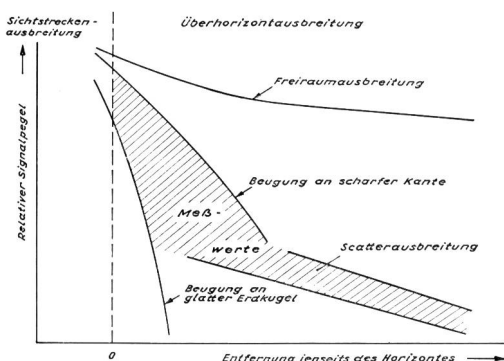 Sichtstrecken-
ausbreitung
Überhorizontausbreitung
Relativer Signalpegel
Freiraumausbreitung
Beugung an scharfer Kante
Meß-
werte
Scatterausbreitung
Beugung an
glatter Erdkugel
0
Entfernung jenseits des Horizontes